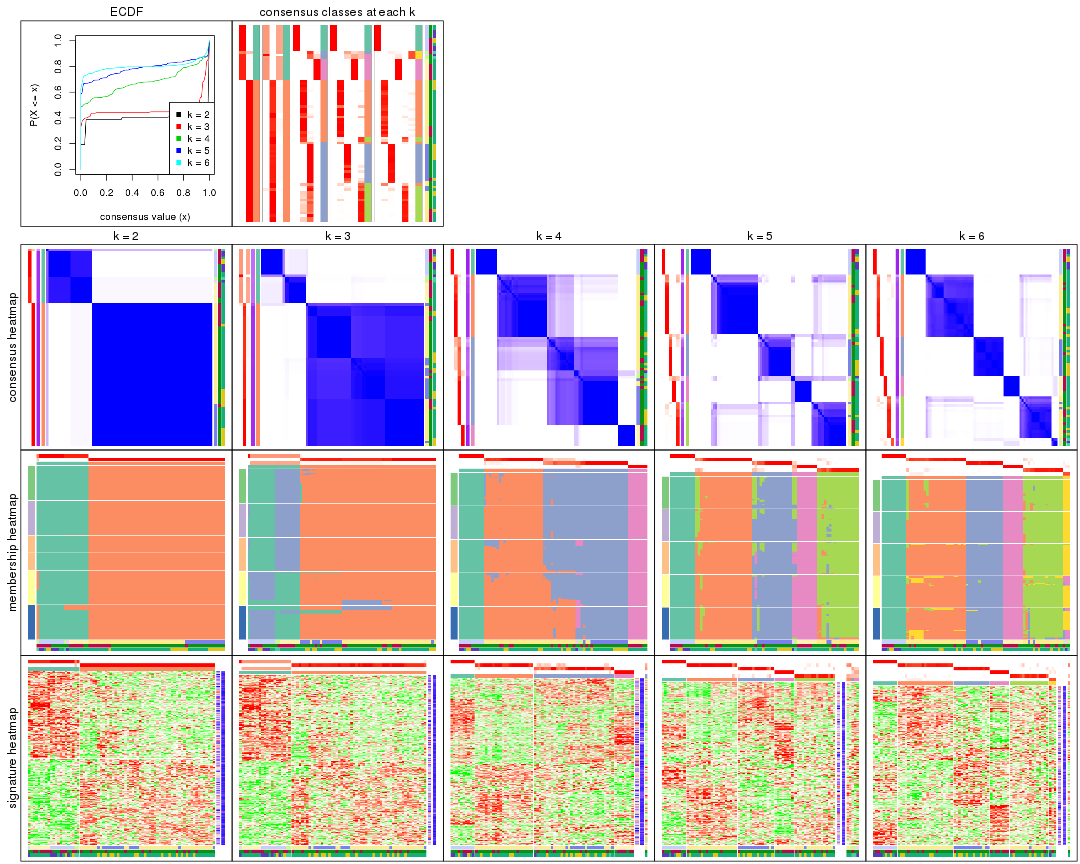 ECDF
consensus classes at each k
P(X <= x)
0.0 0.2 0.4 0.6 0.8 1.0
k = 2
k = 3
k = 4
k = 5
k = 6
0.0 0.2 0.4 0.6 0.8 1.0
consensus value (x)
k = 2
k = 3
k = 4
k = 5
k = 6
consensus heatmap
membership heatmap
signature heatmap